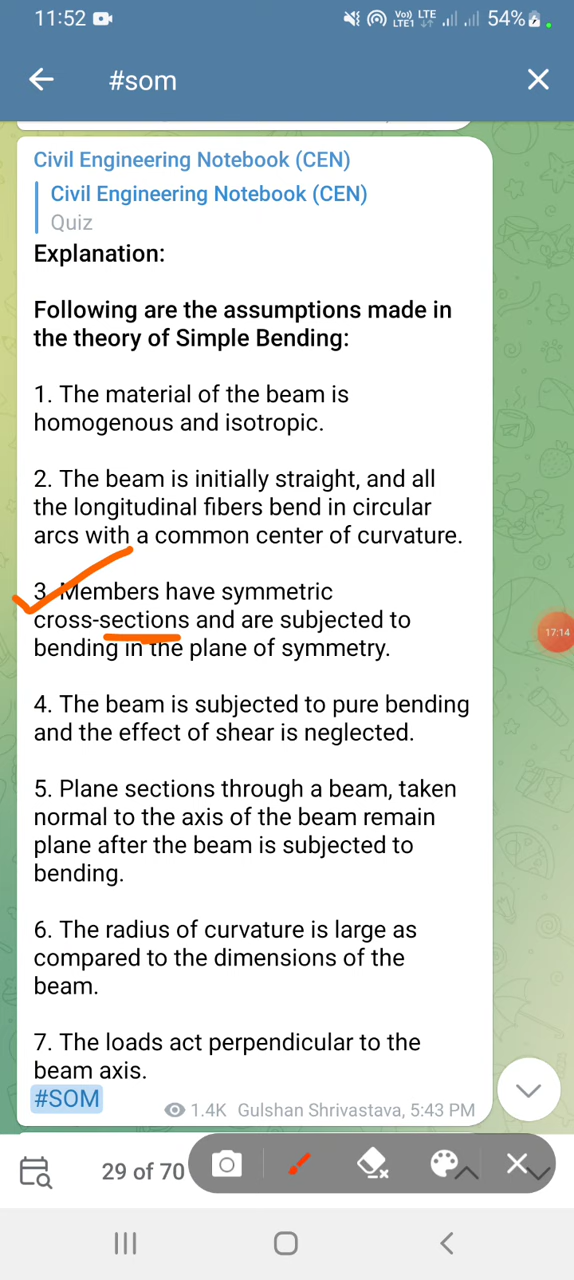 11:52
Vo) LTE
LTE1
54%
#som
Civil Engineering Notebook (CEN)
Civil Engineering Notebook (CEN)
Quiz
Explanation:
Following are the assumptions made in
the theory of Simple Bending:
1. The material of the beam is
homogenous and isotropic.
2. The beam is initially straight, and all
the longitudinal fibers bend in circular
arcs with a common center of curvature.
3. Members have symmetric
cross-sections and are subjected to
bending in the plane of symmetry.
17:14
4. The beam is subjected to pure bending
and the effect of shear is neglected.
5. Plane sections through a beam, taken
normal to the axis of the beam remain
plane after the beam is subjected to
bending.
6. The radius of curvature is large as
compared to the dimensions of the
beam.
7. The loads act perpendicular to the
beam axis.
#SOM
1.4K Gulshan Shrivastava, 5:43 PM
29 of 70